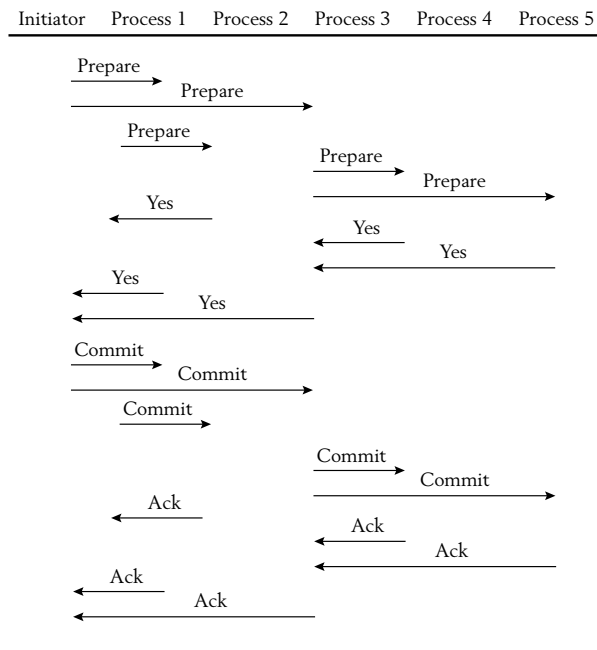 Initiator Process 1 Process 2 Process 3 Process 4 Process 5
Prepare
Prepare
Prepare
Prepare
Prepare
Yes
Yes
Yes
Yes
Yes
Commit
Commit
Commit
Commit
Commit
Ack
Ack
Ack
Ack
Ack